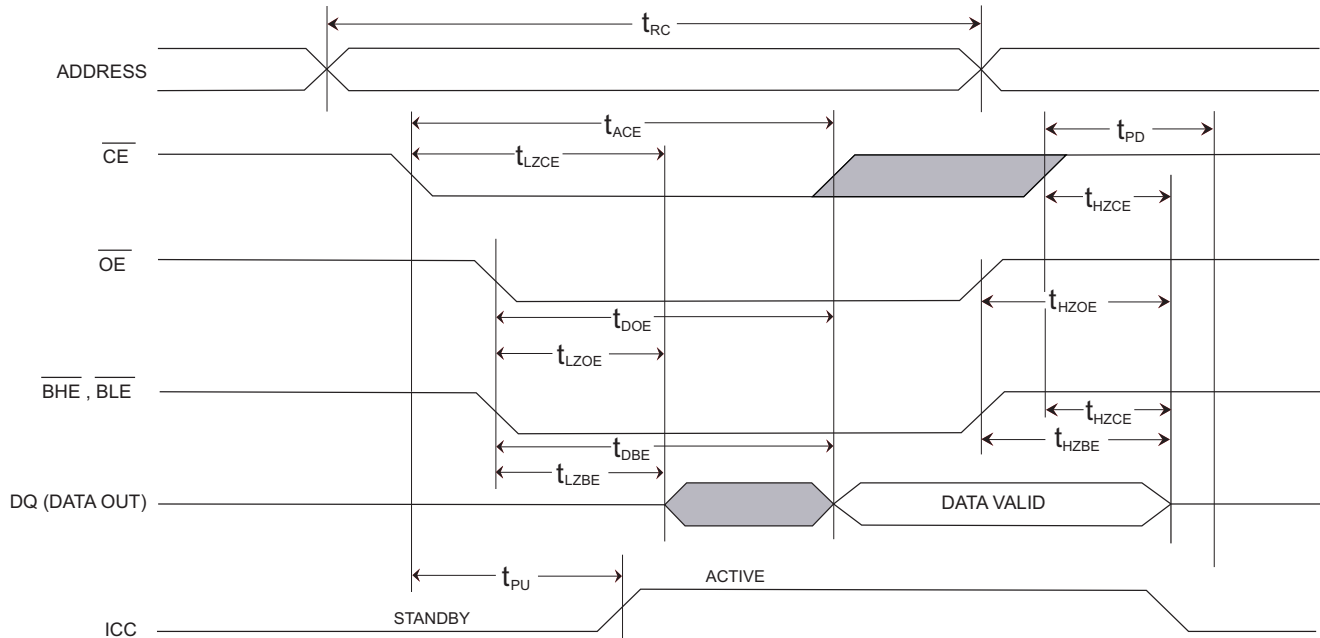 tRC
ADDRESS
tACE
tPD
CE
tLZCE
tHZCE
OE
tHZOE
tDOE
tLZOE
BHE , BLE
tHZCE
tDBE
tHZBE
tLZBE
DQ (DATA OUT)
DATA VALID
tPU
ACTIVE
STANDBY
ICC